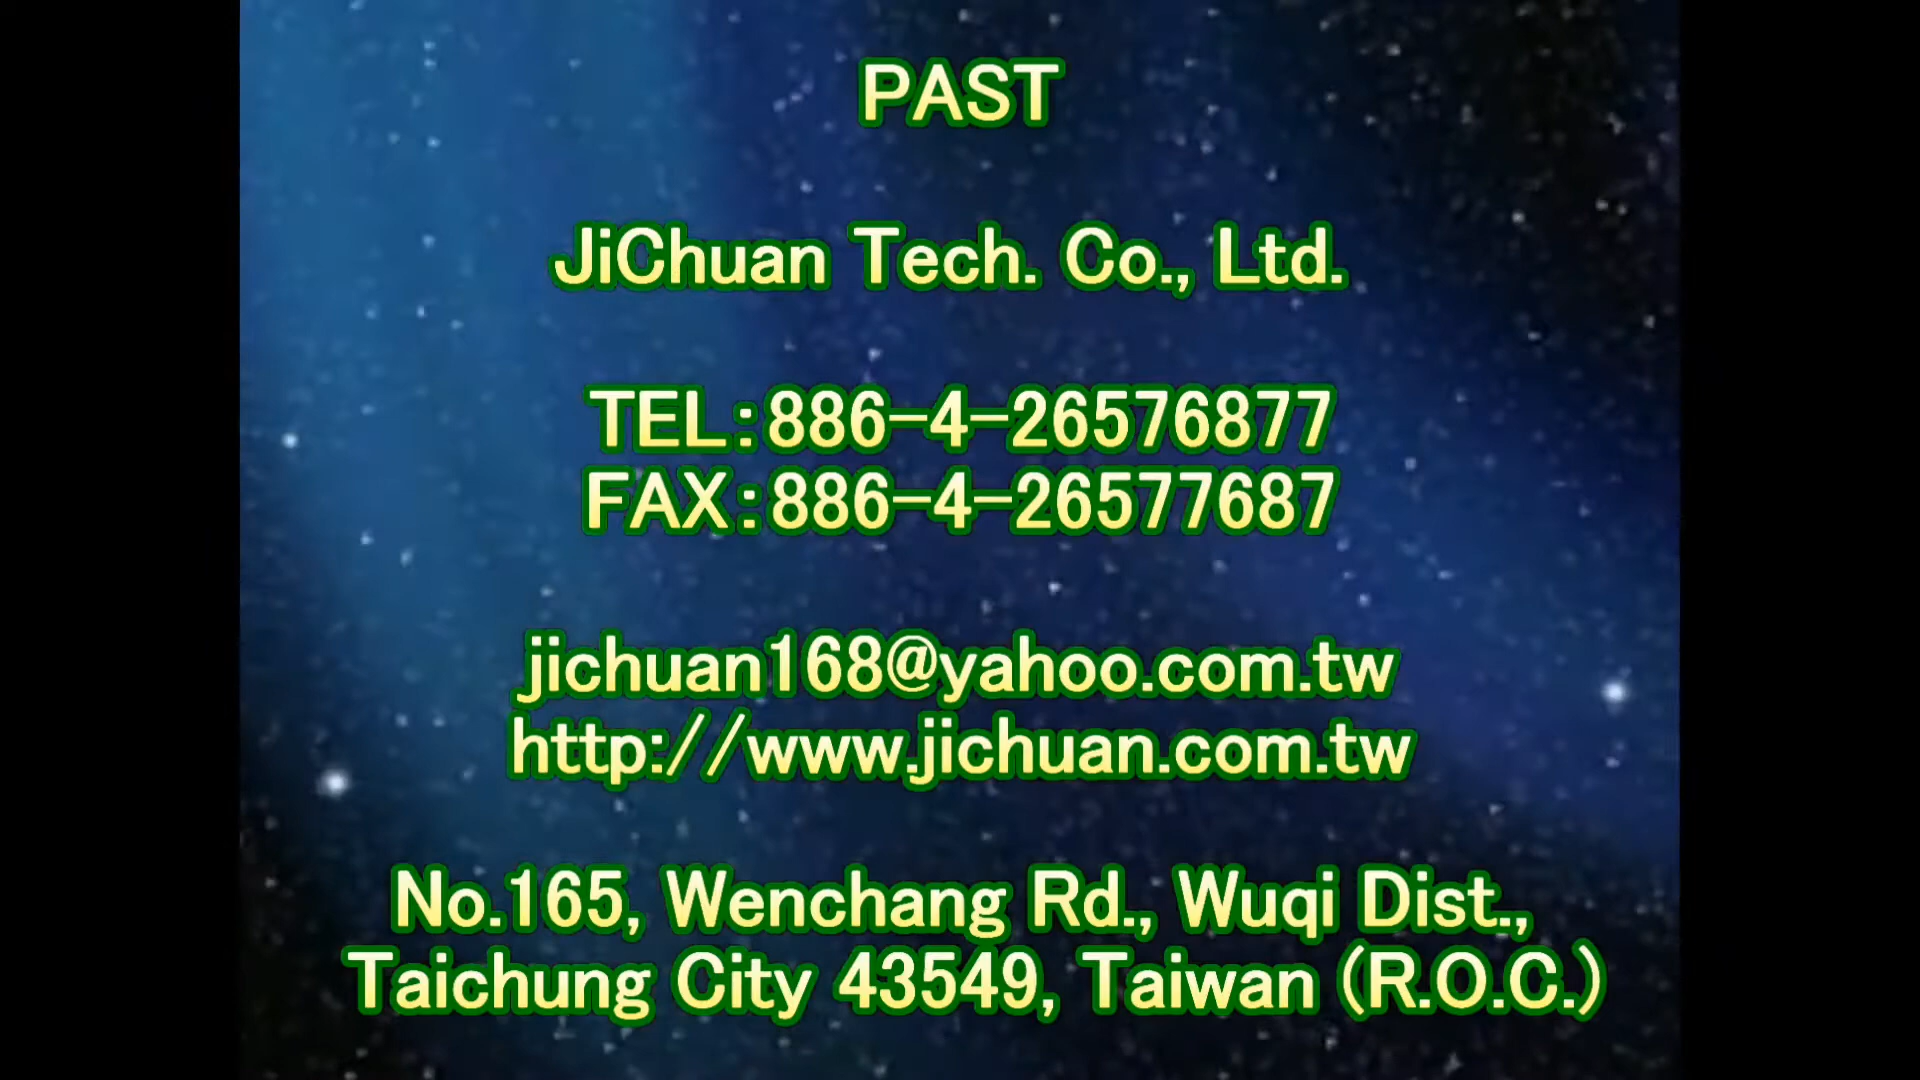 PAST
JiChuan Tech. Co., Ltd.
TEL:886-4-26576877
FAX:886-4-26577687
jichuan168@yahoo.com.tw
http://www.jichuan.com.tw
No.165, Wenchang Rd., Wuqi Dist.,
Taichung City 43549, Taiwan (R.O.C.)